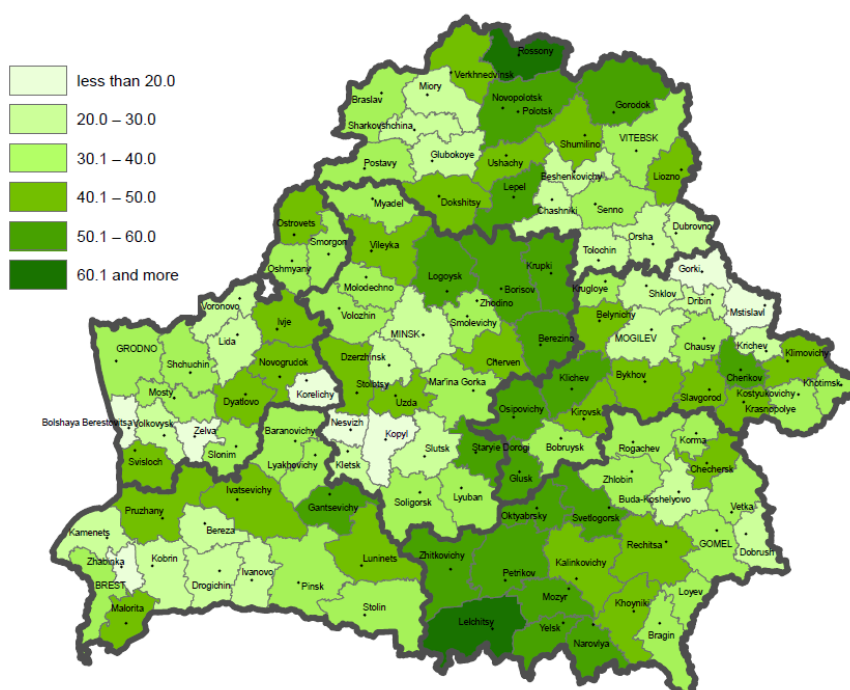 less than 20.0
20.0 – 30.0
30.1 – 40.0
40.1 – 50.0
50.1 – 60.0
60.1 and more
Rossony
Verkhnedvinsk
Miory
Braslav
Novopolotsk
Polotsk
Gorodok
Sharkovshchina
Shumilino
VITEBSK
Postavy
Glubokoye
Ushachy
Beshenkovichy
Liozno
Lepel
Myadel
Dokshitsy
Chashniki
Senno
Ostrovets
Smorgon
Vileyka
Orsha
Dubrovno
Tolochin
Oshmyany
Logoysk
Krupki
Gorki
Molodechno
Borisov
Krugloye
Shklov
Dribin
Voronovo
Zhodino
Mstislavl
Volozhin
Smolevichy
Belynichy
Ivje
MINSK
Lida
MOGILEV
Chausy
Krichev
GRODNO
Berezino
Shchuchin
Dzerzhinsk
Cherven
Klimovichy
Novogrudok
Cherikov
Mosty
Stolbtsy
Mar'ina Gorka
Klichev
Bykhov
Khotimsk
Dyatlovo
Korelichy
Uzda
Slavgorod
Kostyukovichy
Krasnopolye
Bolshaya Berestovitsa
Volkovysk
Zelva
Nesvizh
Kopyl
Osipovichy
Kirovsk
Baranovichy
Slutsk
Korma
Svisloch
Slonim
Lyakhovichy
Kletsk
Staryie Dorogi
Bobruysk
Rogachev
Chechersk
Glusk
Zhlobin
Ivatsevichy
Soligorsk
Lyuban
Buda-Koshelyovo
Pruzhany
Gantsevichy
Oktyabrsky
Svetlogorsk
Vetka
Bereza
Kamenets
Rechitsa
GOMEL
Zhabinka
Kobrin
Zhitkovichy
Dobrush
Luninets
Kalinkovichy
BREST
Drogichin
Ivanovo
Pinsk
Petrikov
Mozyr
Loyev
Malorita
Stolin
Khoyniki
Lelchitsy
Yelsk
Bragin
Narovlya